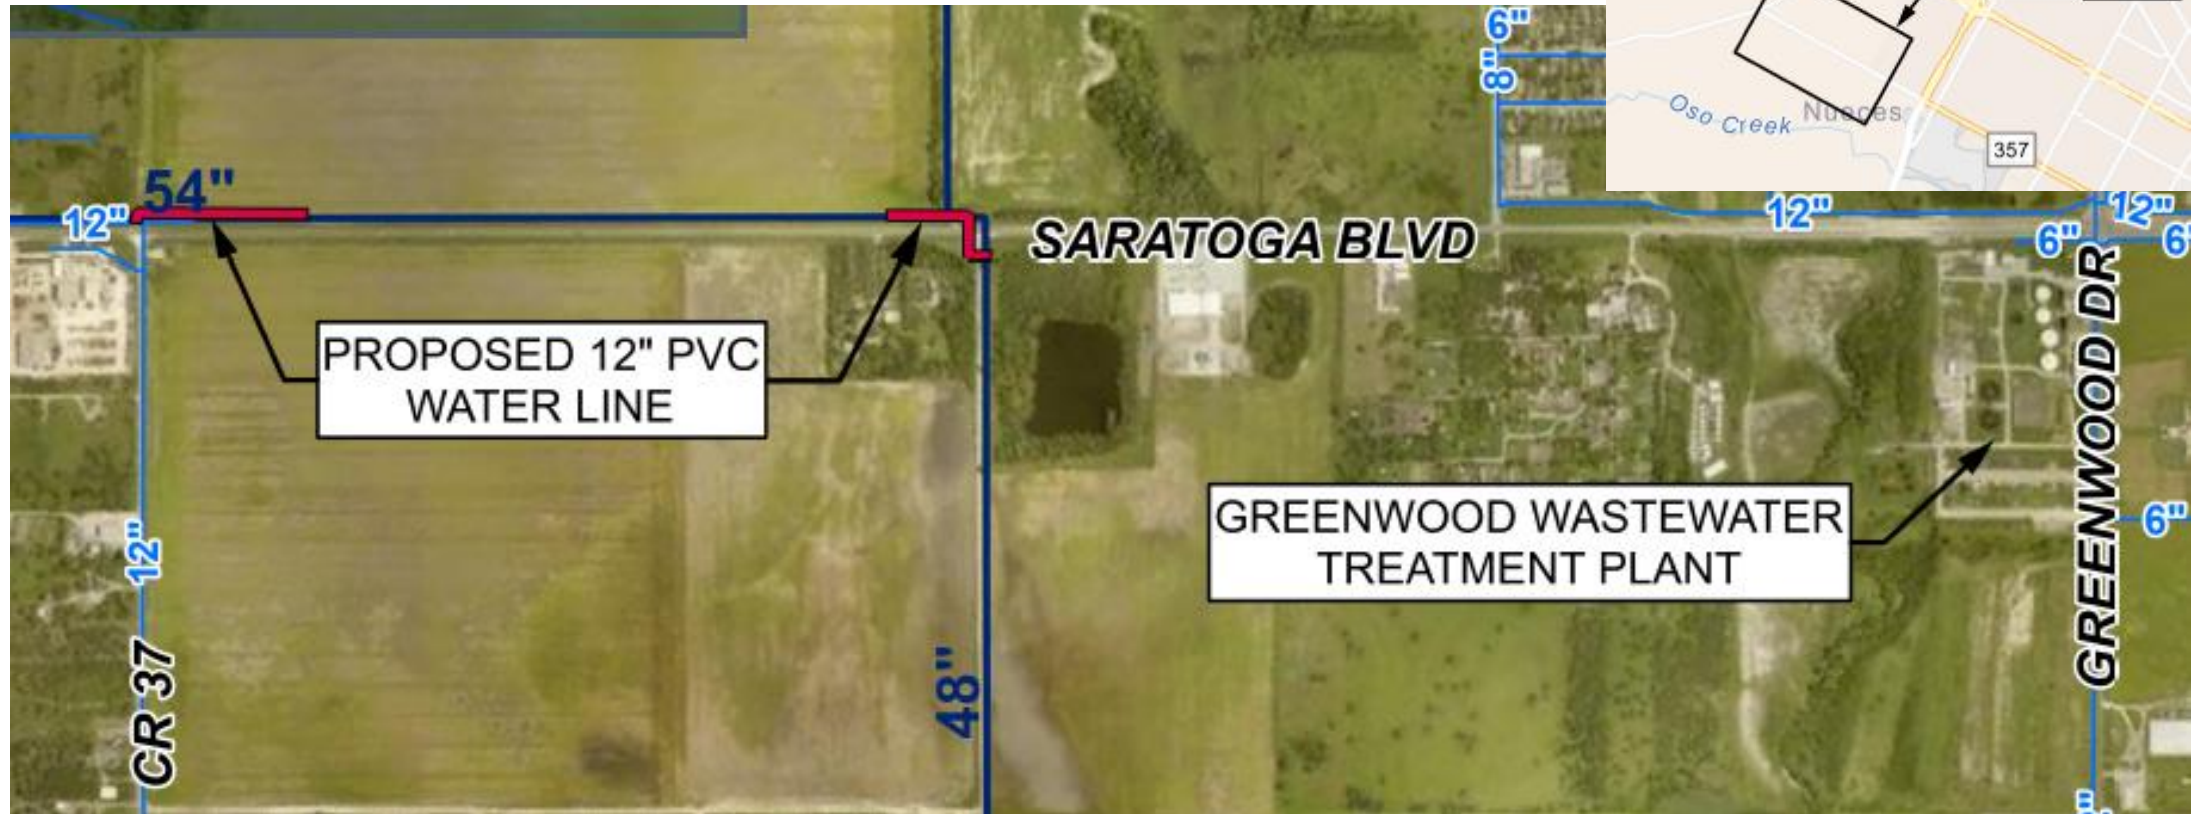 6"
8"
Oso Creek
Nueces
357
54"
12"
12"
12"
SARATOGA BLVD
6"
6"
PROPOSED 12" PVC
WATER LINE
GREENWOOD WASTEWATER
TREATMENT PLANT
GREENWOOD DR
6"
12"
CR 37
48"